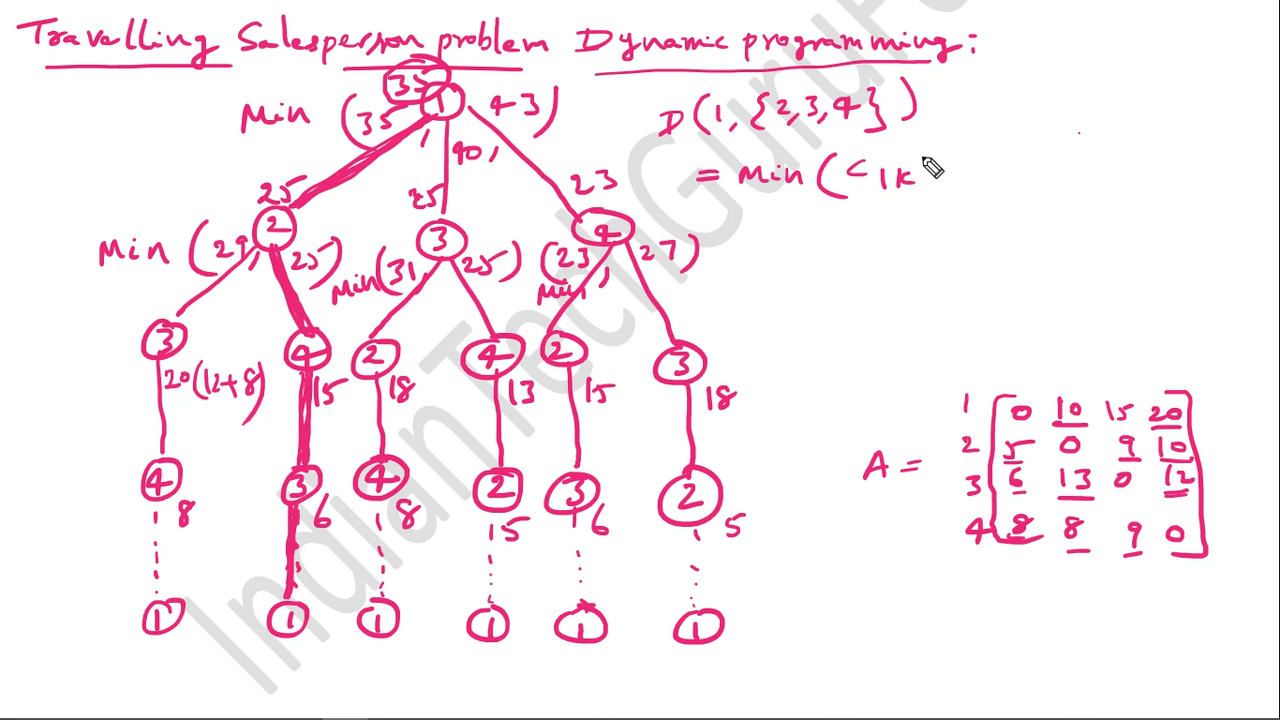 Travelling Salesperson problem Dynamic programming:
35
Min (35, 1 40, 43)
D(1, {2,3,4})
= Min (C1K
25 25 23
2 3 4
Min (29, 25) Min(31, 25) Min (23, 27)
3 4 2 4 2 3
20(12+8) 15 18 13 15 18
4 3 4 2 3 2
8 6 8 5 6 5
1 1 1 1 1 1
A =
1 0 10 15 20
2 5 0 9 10
3 6 13 0 12
4 8 8 9 0